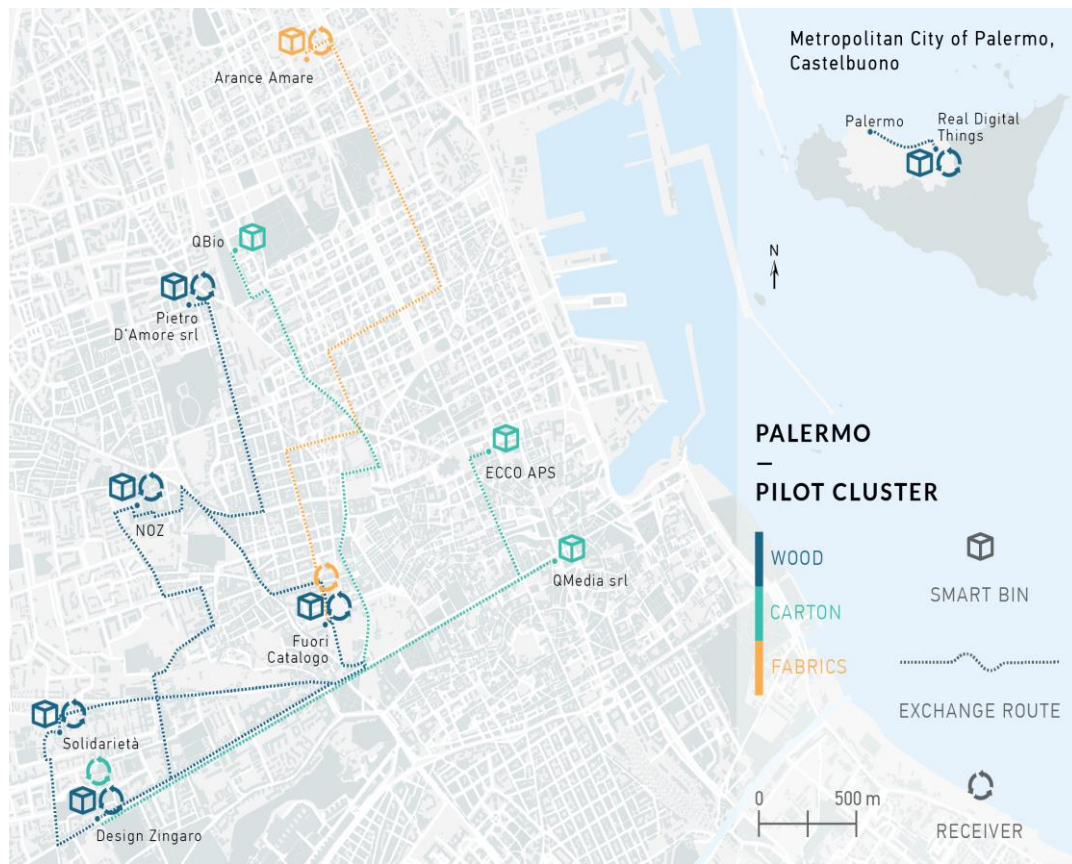 Arance Amare
QBio
Pietro
D'Amore srl
NOZ
ECCO APS
QMedia srl
Fuori
Catalogo
Solidarietà
Design Zingaro
Metropolitan City of Palermo,
Castelbuono
Palermo
Real Digital
Things
N
PALERMO
–
PILOT CLUSTER
WOOD
CARTON
FABRICS
SMART BIN
EXCHANGE ROUTE
RECEIVER
0 500 m